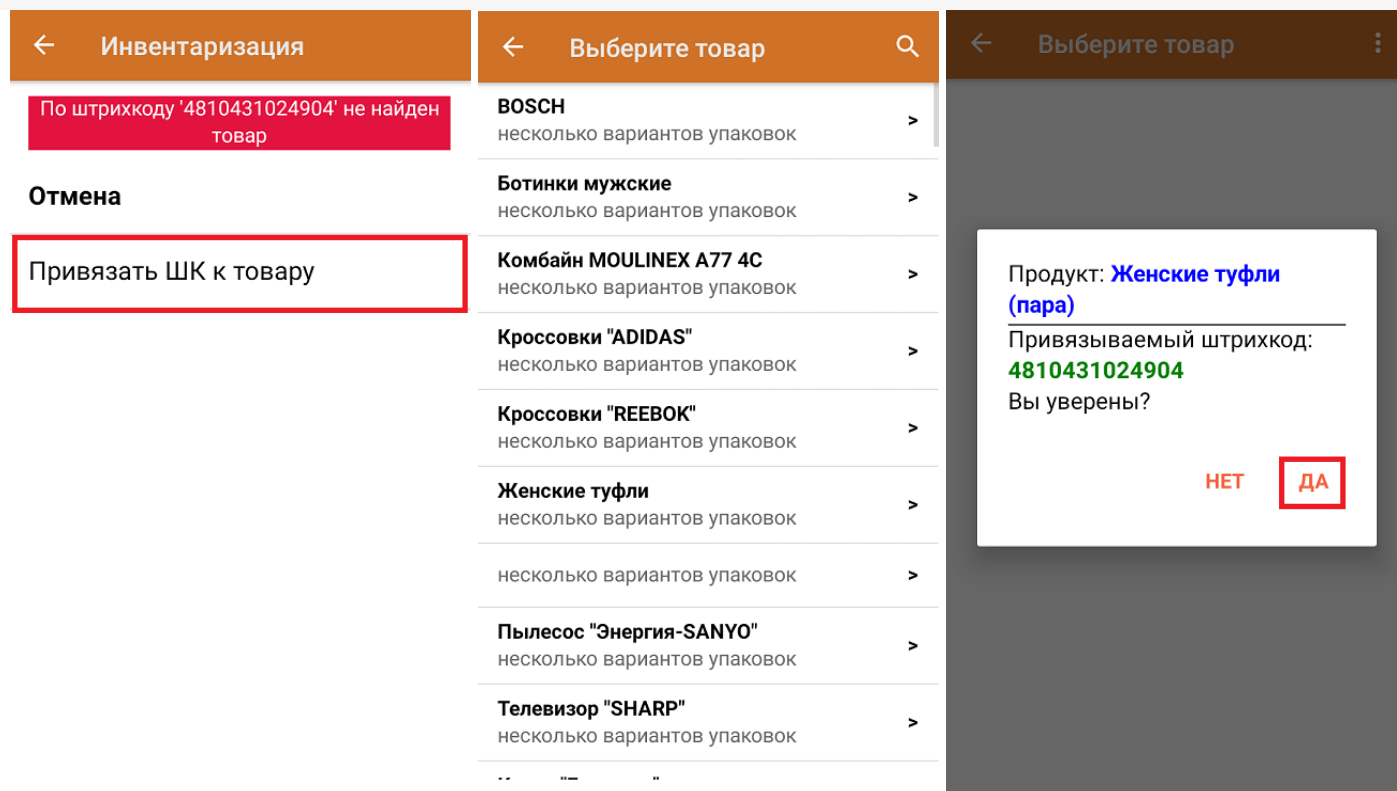 Инвентаризация
По штрихкоду '4810431024904' не найден
товар
Отмена
Привязать ШК к товару
Выберите товар
BOSCH
несколько вариантов упаковок
>
Ботинки мужские
несколько вариантов упаковок
>
Комбайн MOULINEX A77 4C
несколько вариантов упаковок
>
Кроссовки "ADIDAS"
несколько вариантов упаковок
>
Кроссовки "REEBOK"
несколько вариантов упаковок
>
Женские туфли
несколько вариантов упаковок
>
несколько вариантов упаковок
>
Пылесос "Энергия-SANYO"
несколько вариантов упаковок
>
Телевизор "SHARP"
несколько вариантов упаковок
>
Выберите товар
Продукт: Женские туфли
(пара)
Привязываемый штрихкод:
4810431024904
Вы уверены?
НЕТ ДА